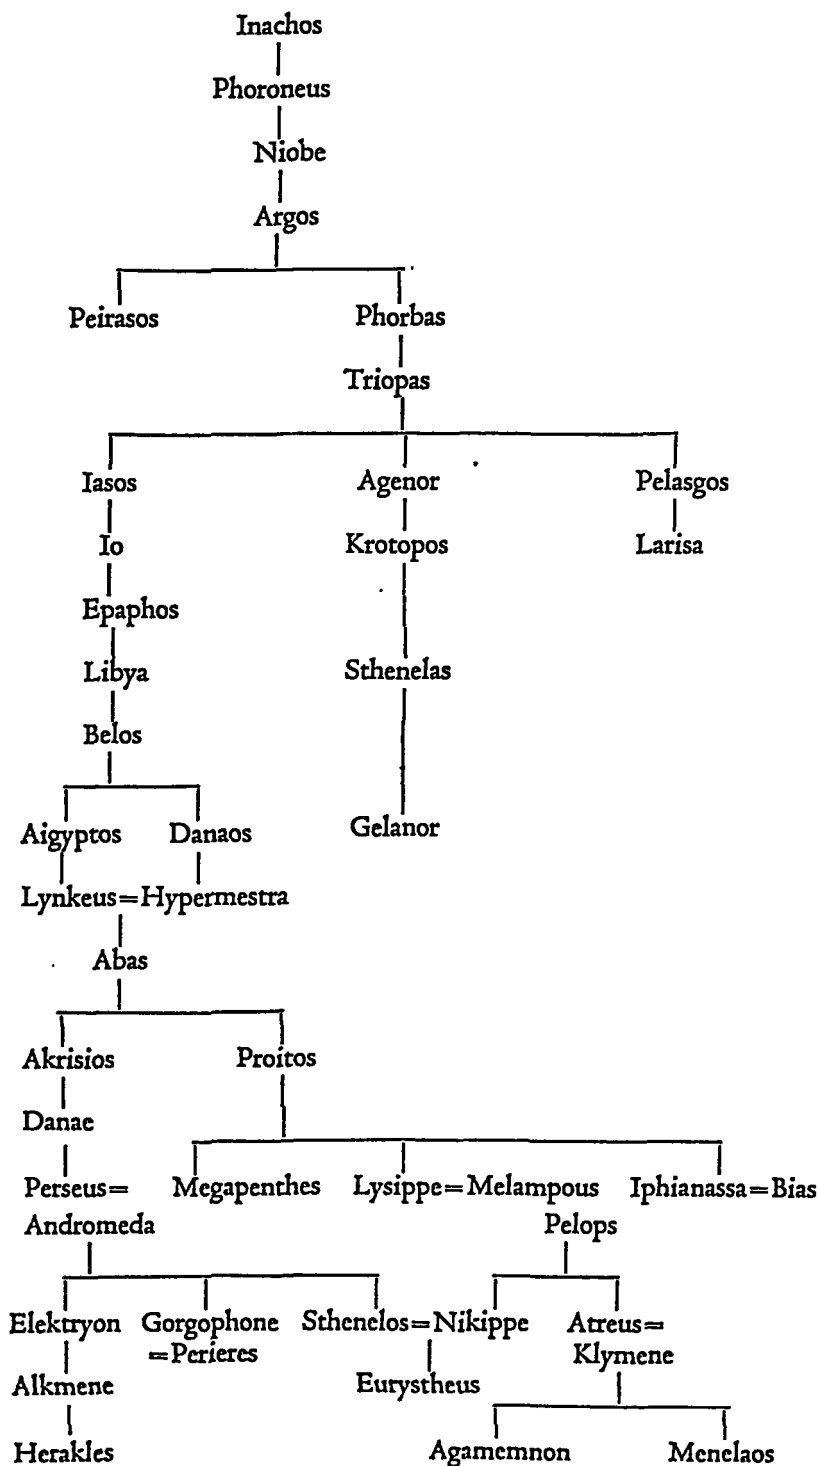 Inachos
Phoroneus
Niobe
Argos
Peirasos Phorbas
Triopas
Iasos Agenor Pelasgos
Io Krotopos Larisa
Epaphos
Libya Sthenelas
Belos
Aigyptos Danaos Gelanor
Lynkeus=Hypermestra
Abas
Akrisios Proitos
Danae
Perseus= Megapenthes Lysippe=Melampous Iphianassa=Bias
Andromeda Pelops
Elektryon Gorgophone Sthenelos=Nikippe Atreus=
=Perieres Klymene
Alkmene Eurystheus
Herakles Agamemnon Menelaos